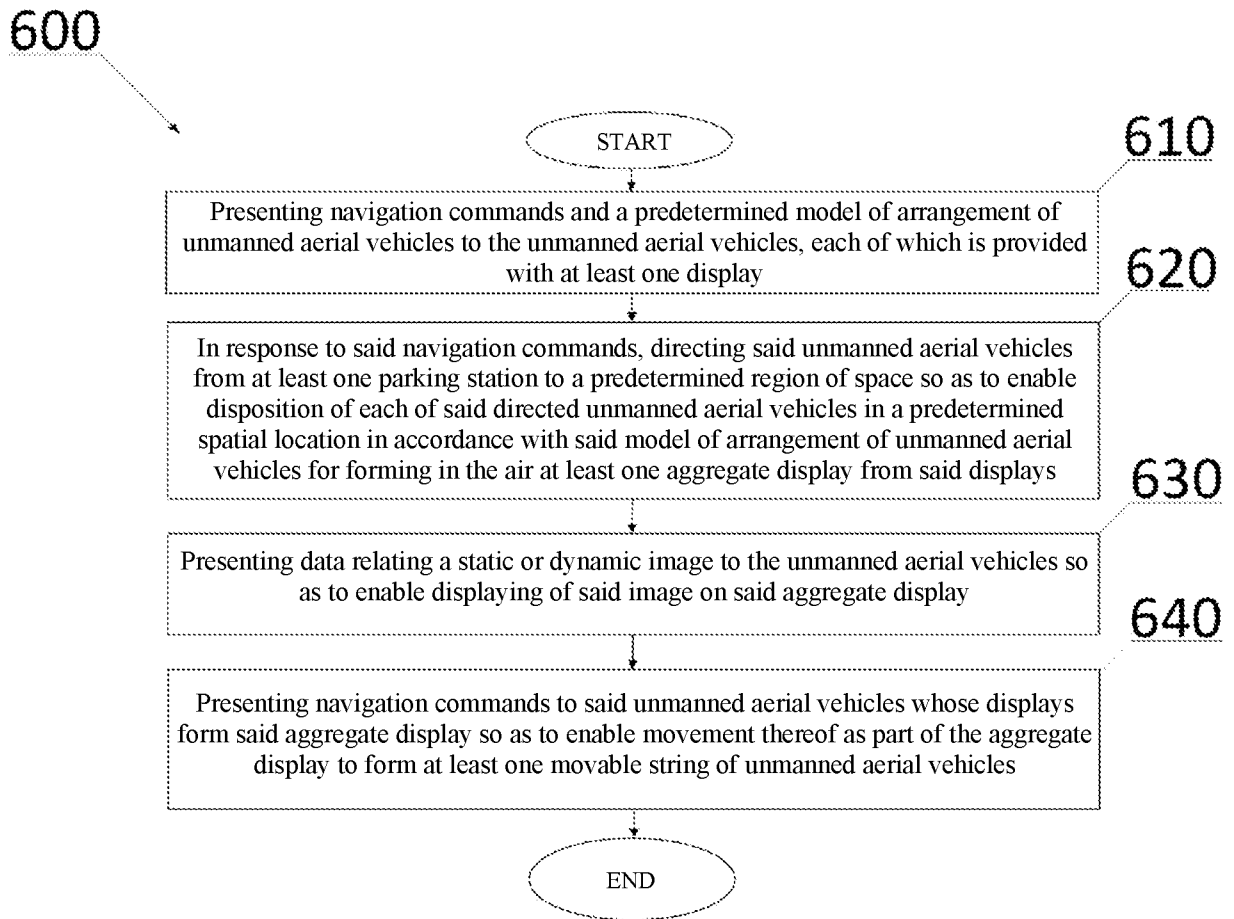 600
START
610
Presenting navigation commands and a predetermined model of arrangement of
unmanned aerial vehicles to the unmanned aerial vehicles, each of which is provided
with at least one display
620
In response to said navigation commands, directing said unmanned aerial vehicles
from at least one parking station to a predetermined region of space so as to enable
disposition of each of said directed unmanned aerial vehicles in a predetermined
spatial location in accordance with said model of arrangement of unmanned aerial
vehicles for forming in the air at least one aggregate display from said displays
630
Presenting data relating a static or dynamic image to the unmanned aerial vehicles so
as to enable displaying of said image on said aggregate display
640
Presenting navigation commands to said unmanned aerial vehicles whose displays
form said aggregate display so as to enable movement thereof as part of the aggregate
display to form at least one movable string of unmanned aerial vehicles
END